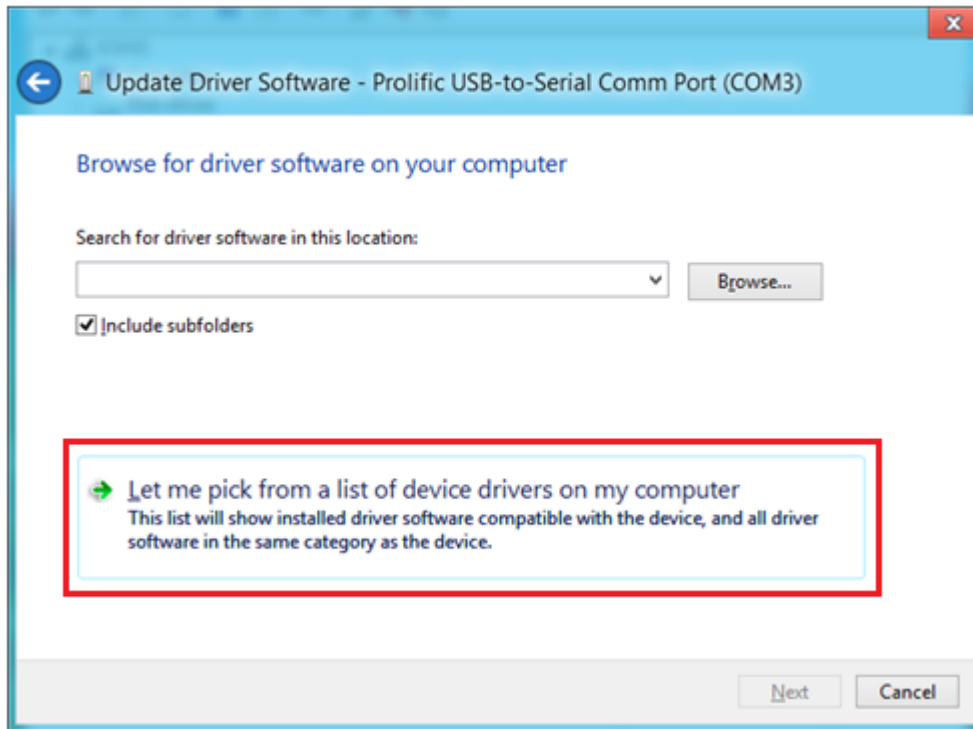 Update Driver Software - Prolific USB-to-Serial Comm Port (COM3)
Browse for driver software on your computer
Search for driver software in this location:
Browse...
Include subfolders
Let me pick from a list of device drivers on my computer
This list will show installed driver software compatible with the device, and all driver
software in the same category as the device.
Next
Cancel